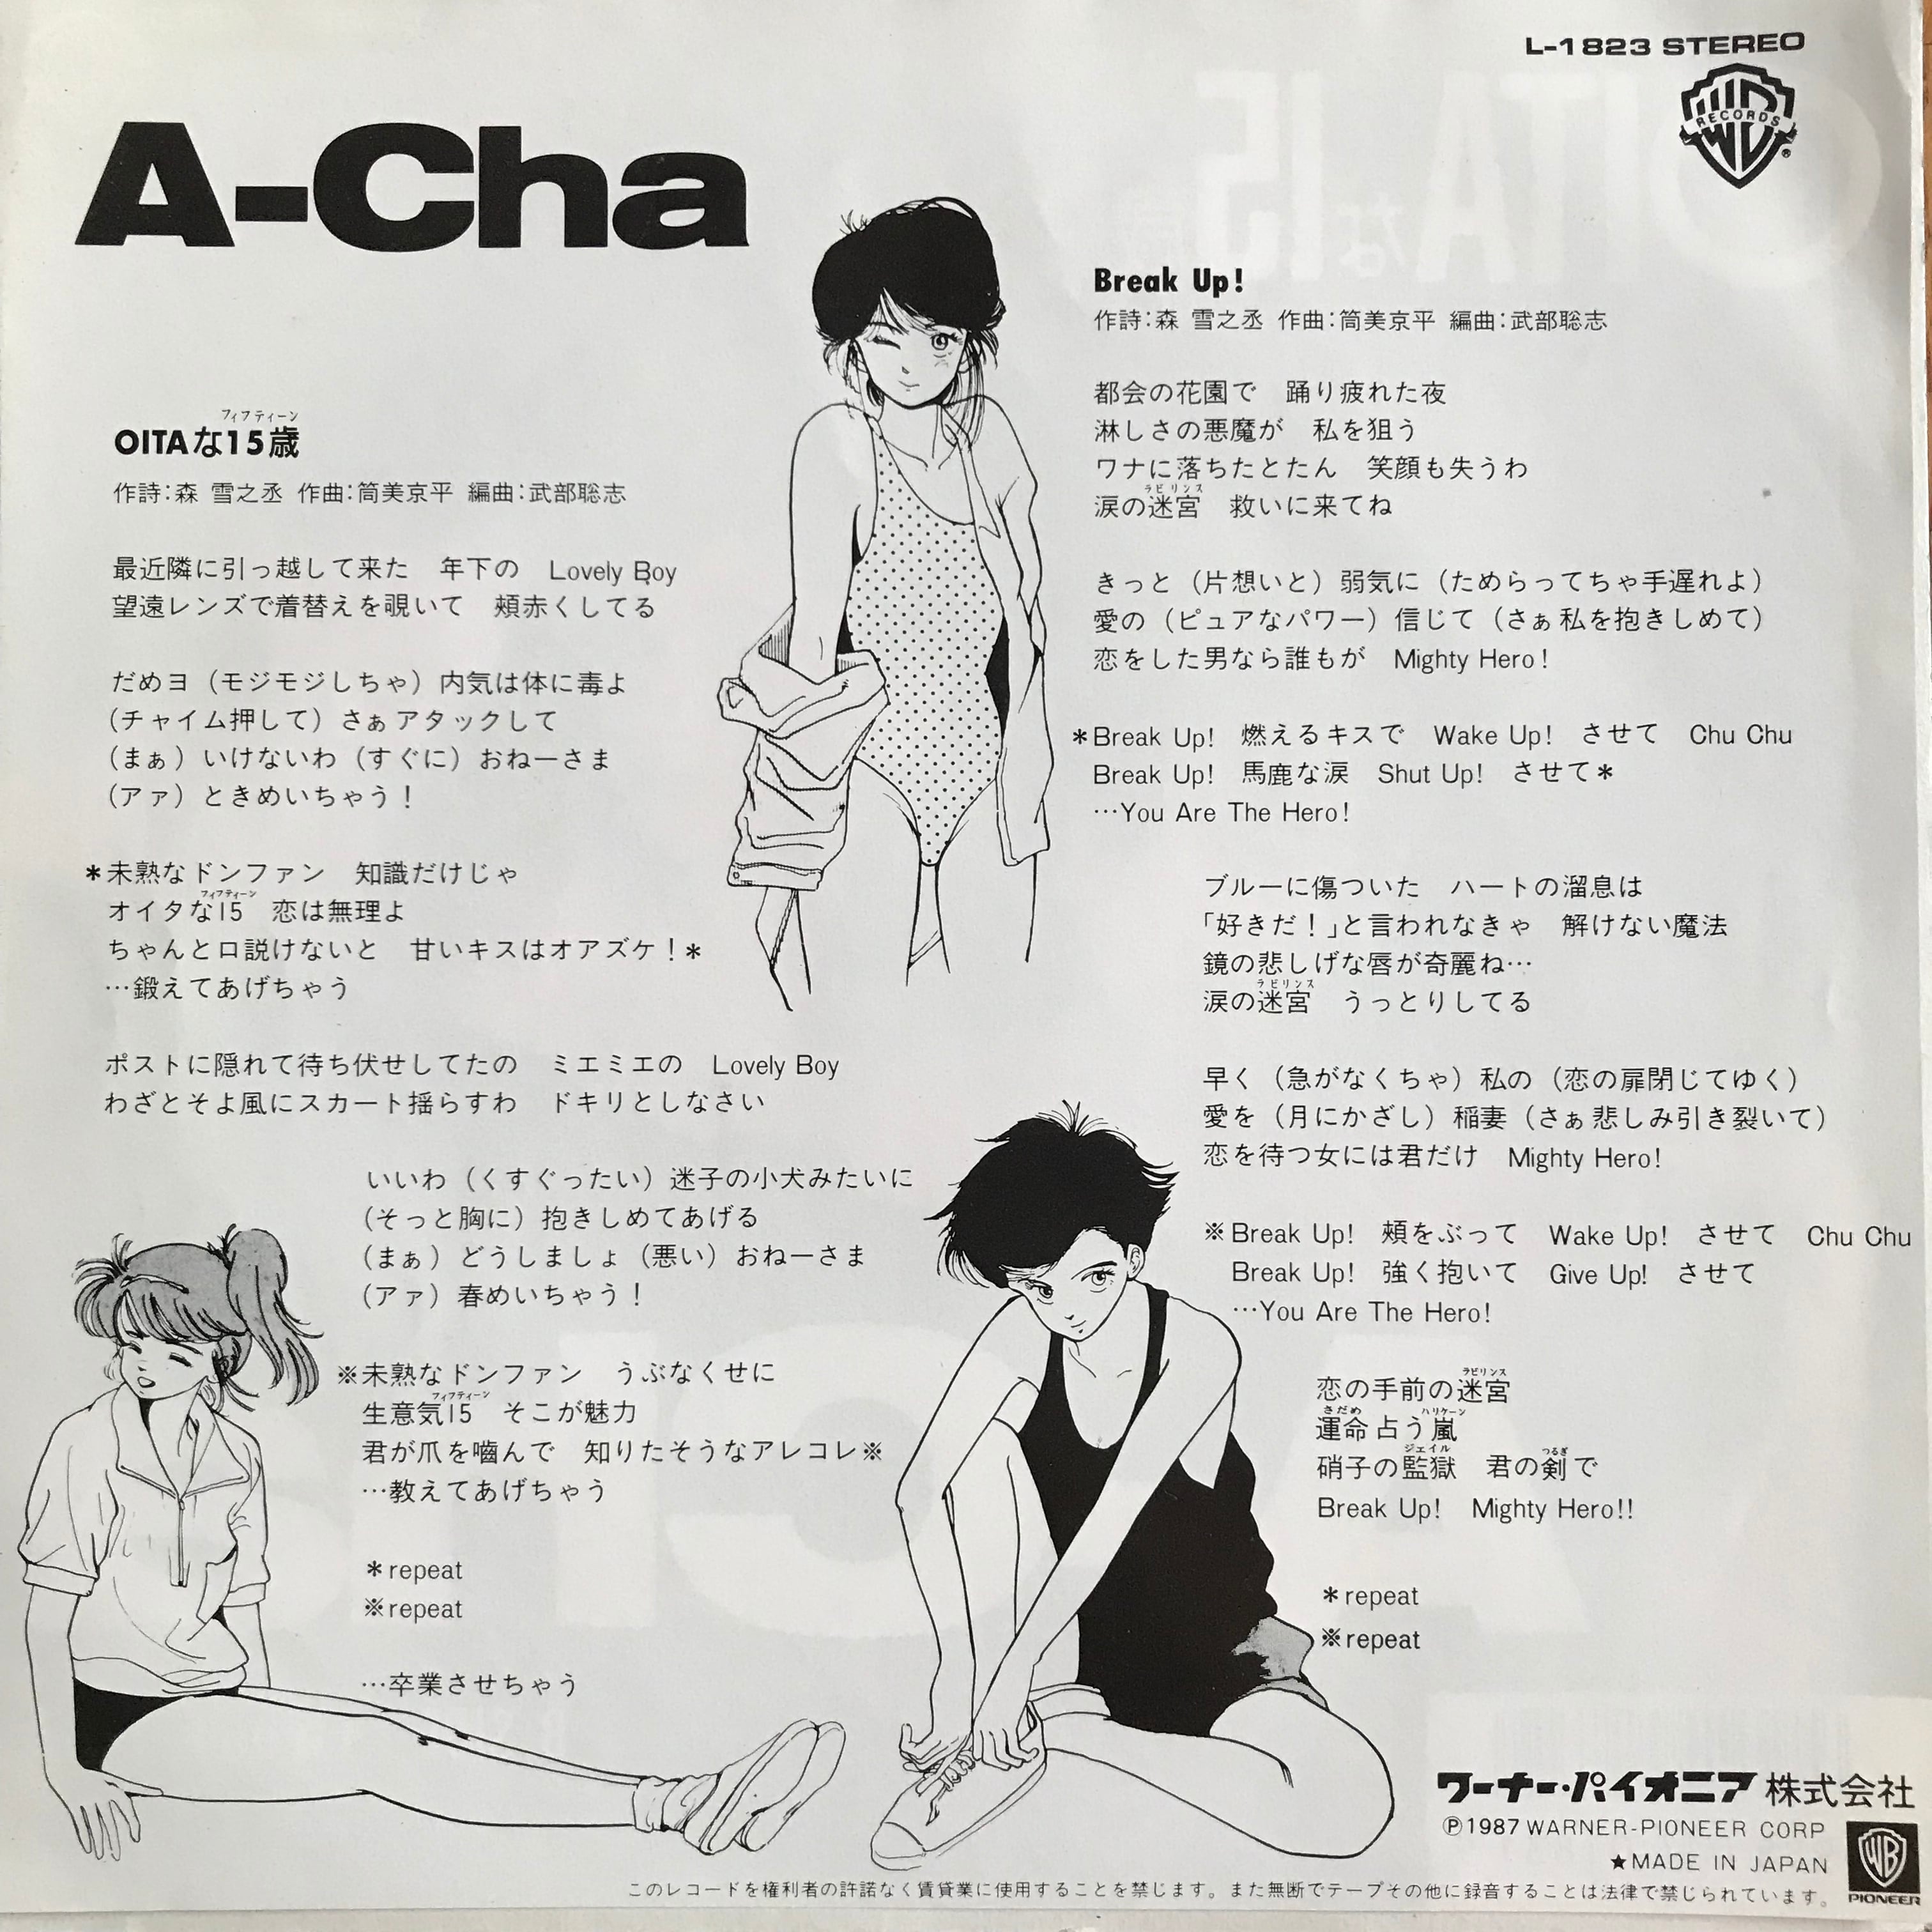 L-1823 STEREO
RECORDS
A-Cha
フィフティーン
OITAな15歳
作詩：森 雪之丞 作曲：筒美京平 編曲：武部聡志
最近隣に引っ越して来た　年下の　Lovely Boy
望遠レンズで着替えを覗いて　頰赤くしてる
だめヨ（モジモジしちゃ）内気は体に毒よ
（チャイム押して）さぁアタックして
（まぁ）いけないわ（すぐに）おねーさま
（アァ）ときめいちゃう！
＊未熟なドンファン　知識だけじゃ
フィフティーン
オイタな15　恋は無理よ
ちゃんと口説けないと　甘いキスはオアズケ！＊
…鍛えてあげちゃう
ポストに隠れて待ち伏せしてたの　ミエミエの　Lovely Boy
わざとそよ風にスカート揺らすわ　ドキリとしなさい
いいわ（くすぐったい）迷子の小犬みたいに
（そっと胸に）抱きしめてあげる
（まぁ）どうしましょ（悪い）おねーさま
（アァ）春めいちゃう！
※未熟なドンファン　うぶなくせに
フィフティーン
生意気15　そこが魅力
君が爪を嚙んで　知りたそうなアレコレ※
…教えてあげちゃう
＊repeat
※repeat
…卒業させちゃう
Break Up!
作詩：森 雪之丞 作曲：筒美京平 編曲：武部聡志
都会の花園で　踊り疲れた夜
淋しさの悪魔が　私を狙う
ワナに落ちたとたん　笑顔も失うわ
ラビリンス
涙の迷宮　救いに来てね
きっと（片想いと）弱気に（ためらってちゃ手遅れよ）
愛の（ピュアなパワー）信じて（さぁ私を抱きしめて）
恋をした男なら誰もが　Mighty Hero!
＊Break Up!　燃えるキスで　Wake Up!　させて　Chu Chu
Break Up!　馬鹿な涙　Shut Up!　させて＊
…You Are The Hero!
ブルーに傷ついた　ハートの溜息は
「好きだ！」と言われなきゃ　解けない魔法
鏡の悲しげな唇が奇麗ね…
ラビリンス
涙の迷宮　うっとりしてる
早く（急がなくちゃ）私の（恋の扉閉じてゆく）
愛を（月にかざし）稲妻（さぁ悲しみ引き裂いて）
恋を待つ女には君だけ　Mighty Hero!
※Break Up!　頰をぶって　Wake Up!　させて　Chu Chu
Break Up!　強く抱いて　Give Up!　させて
…You Are The Hero!
ラビリンス
恋の手前の迷宮
さだめ　ハリケーン
運命占う嵐
ジェイル　つるぎ
硝子の監獄　君の剣で
Break Up!　Mighty Hero!!
＊repeat
※repeat
ワーナー・パイオニア株式会社
Ⓟ1987 WARNER-PIONEER CORP
★MADE IN JAPAN
PIONEER
このレコードを権利者の許諾なく賃貸業に使用することを禁じます。また無断でテープその他に録音することは法律で禁じられています。